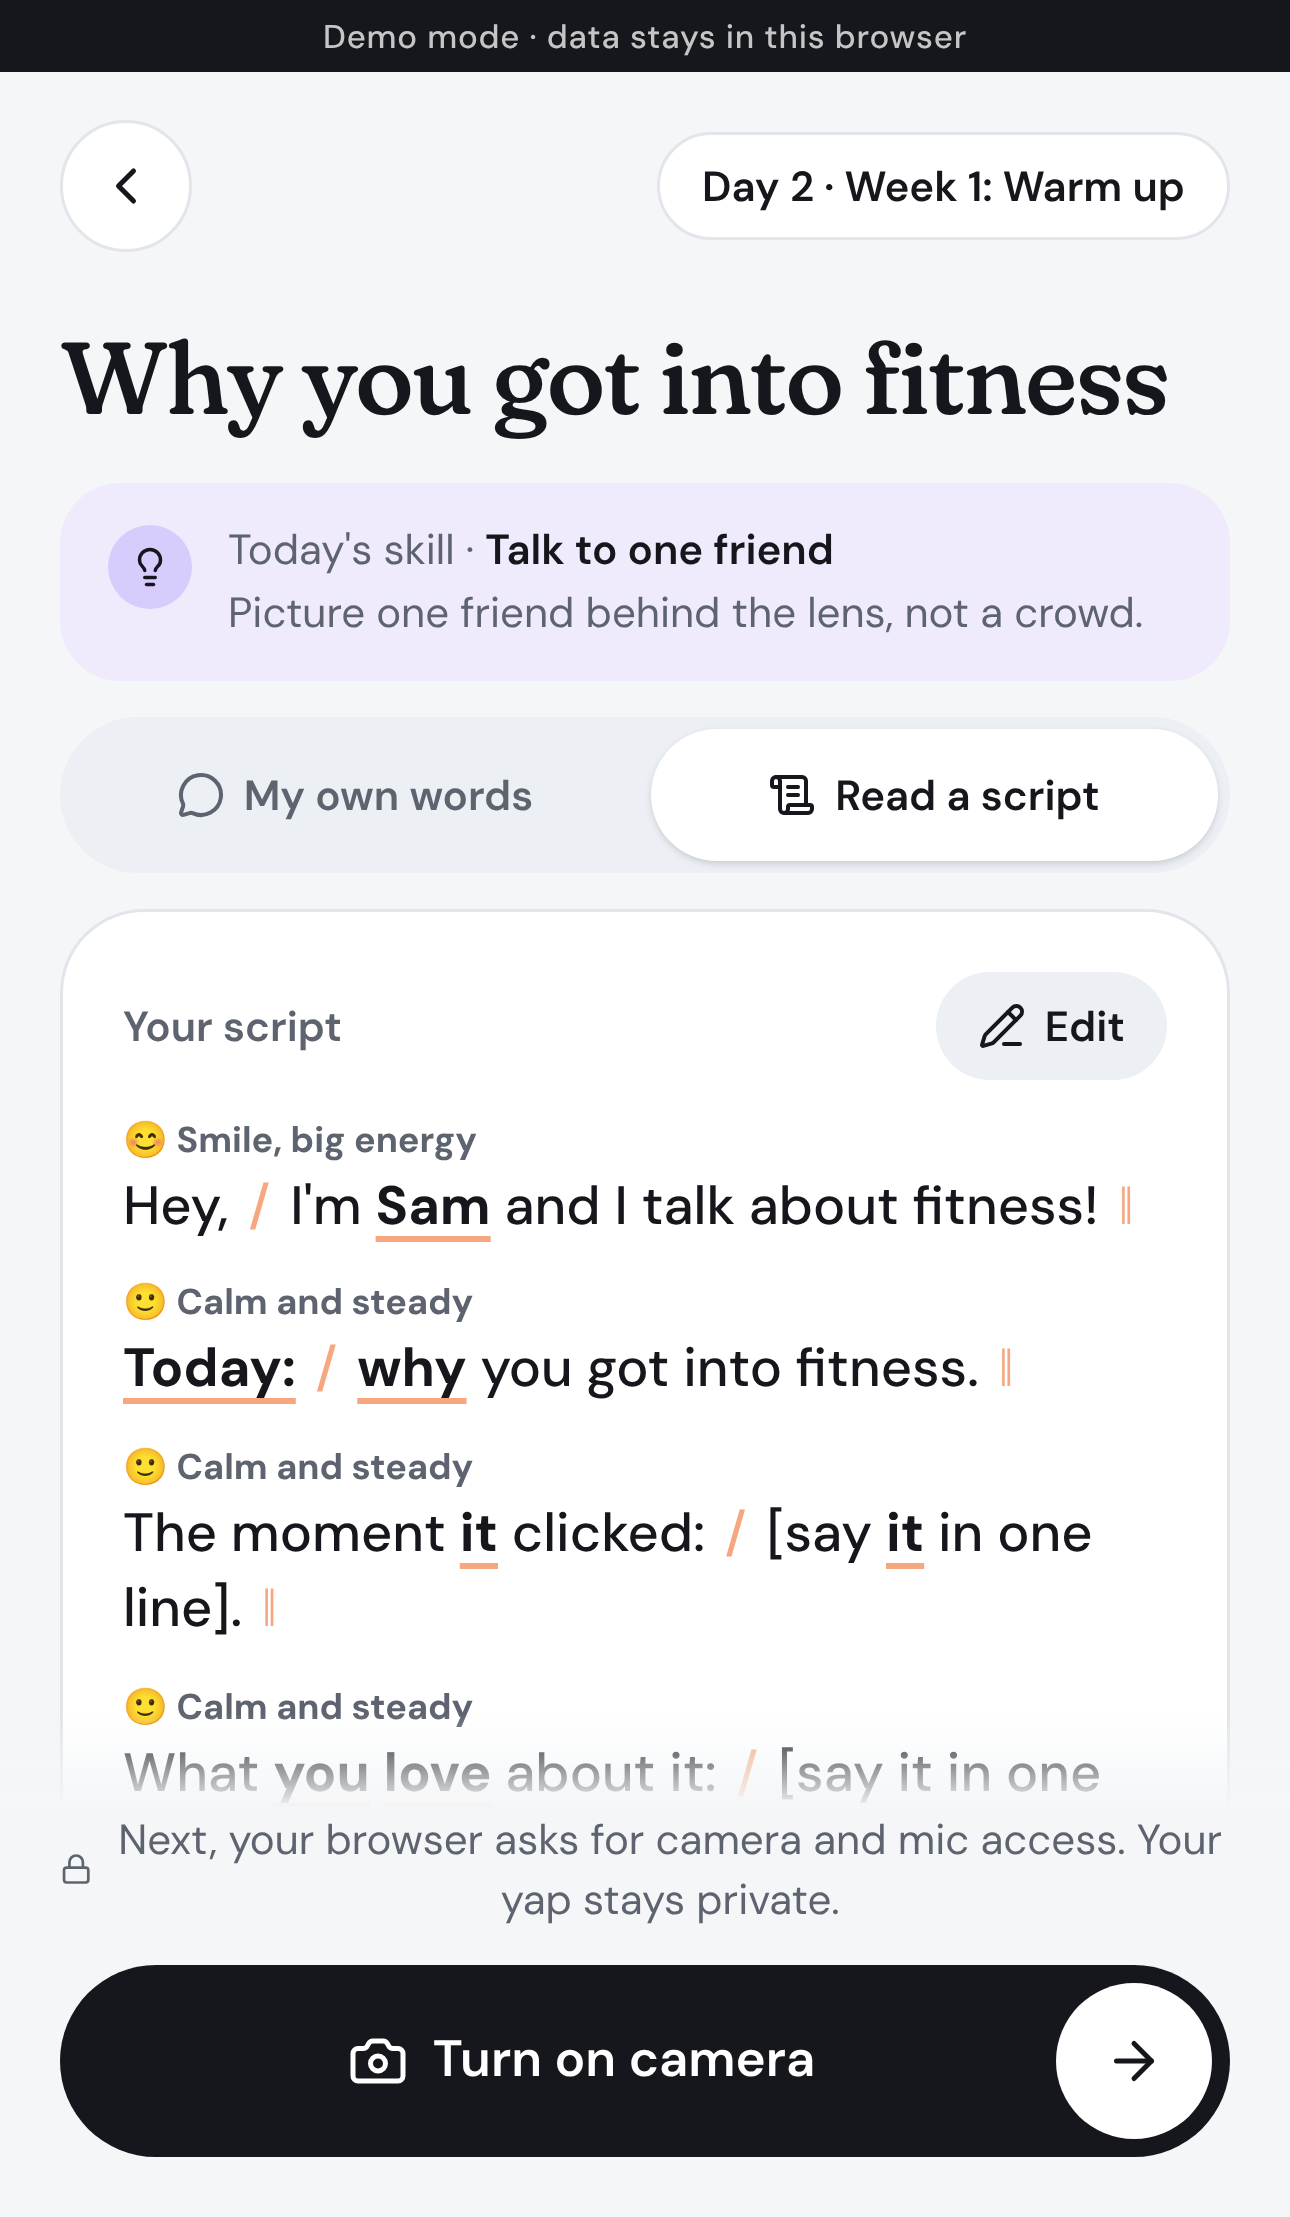 Demo mode · data stays in this browser
Day 2 · Week 1: Warm up
Why you got into fitness
Today's skill · Talk to one friend
Picture one friend behind the lens, not a crowd.
My own words
Read a script
Your script
Edit
😊 Smile, big energy
Hey, / I'm Sam and I talk about fitness! ||
🙂 Calm and steady
Today: / why you got into fitness. ||
🙂 Calm and steady
The moment it clicked: / [say it in one
line]. ||
🙂 Calm and steady
What you love about it: / [say it in one
Next, your browser asks for camera and mic access. Your
yap stays private.
Turn on camera